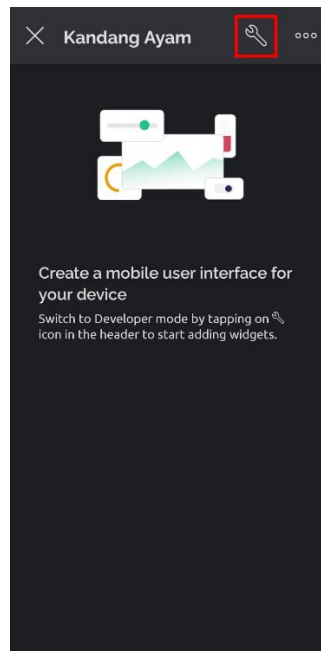 Kandang Ayam
Create a mobile user interface for
your device
Switch to Developer mode by tapping on
icon in the header to start adding widgets.